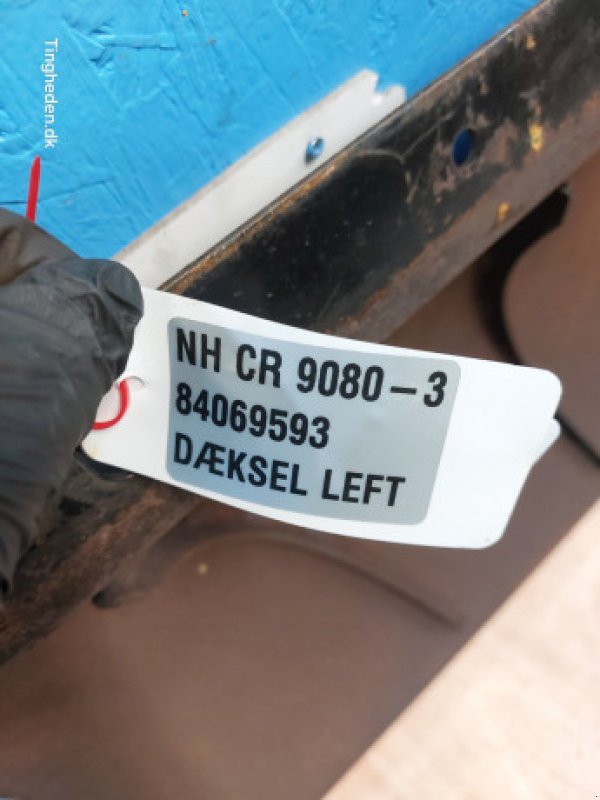 Tingheden.dk
NH CR 9080-3
84069593
DÆKSEL LEFT